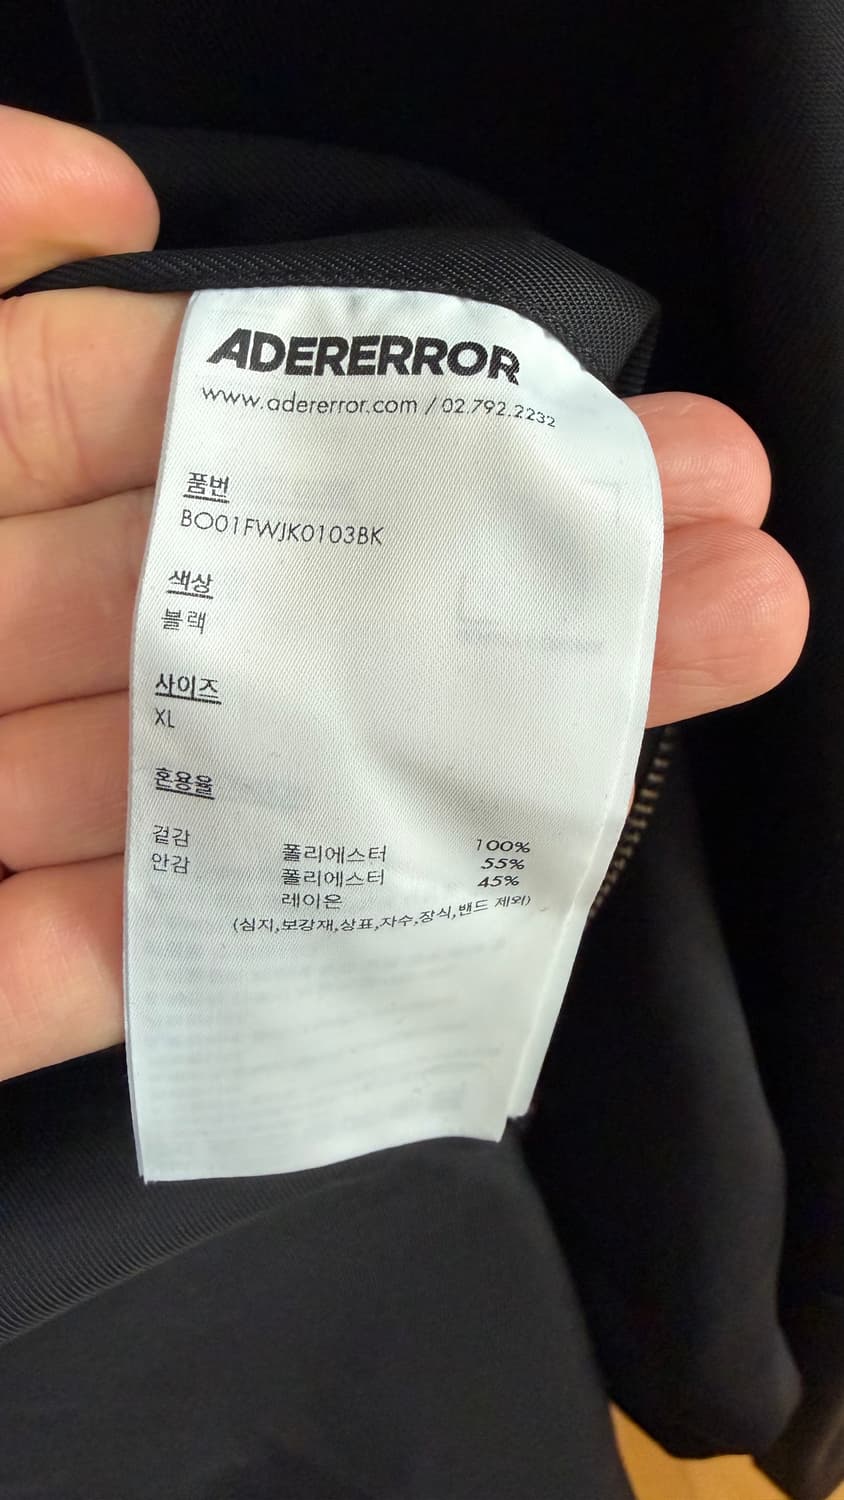 ADERERROR
www.adererror.com / 02.792.2232
품번
BO01FWJK0103BK
색상
블랙
사이즈
XL
혼용율
겉감 폴리에스터 100%
안감 폴리에스터 55%
레이온 45%
(심지,보강재,상표,자수,장식,밴드 제외)